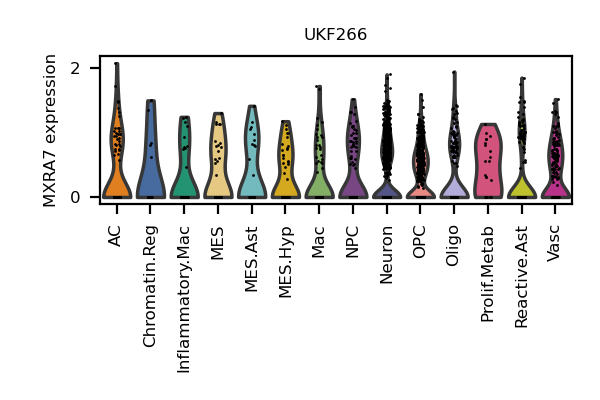 UKF266
MXRA7 expression
2
0
AC
Chromatin.Reg
Inflammatory.Mac
MES
MES.Ast
MES.Hyp
Mac
NPC
Neuron
OPC
Oligo
Prolif.Metab
Reactive.Ast
Vasc